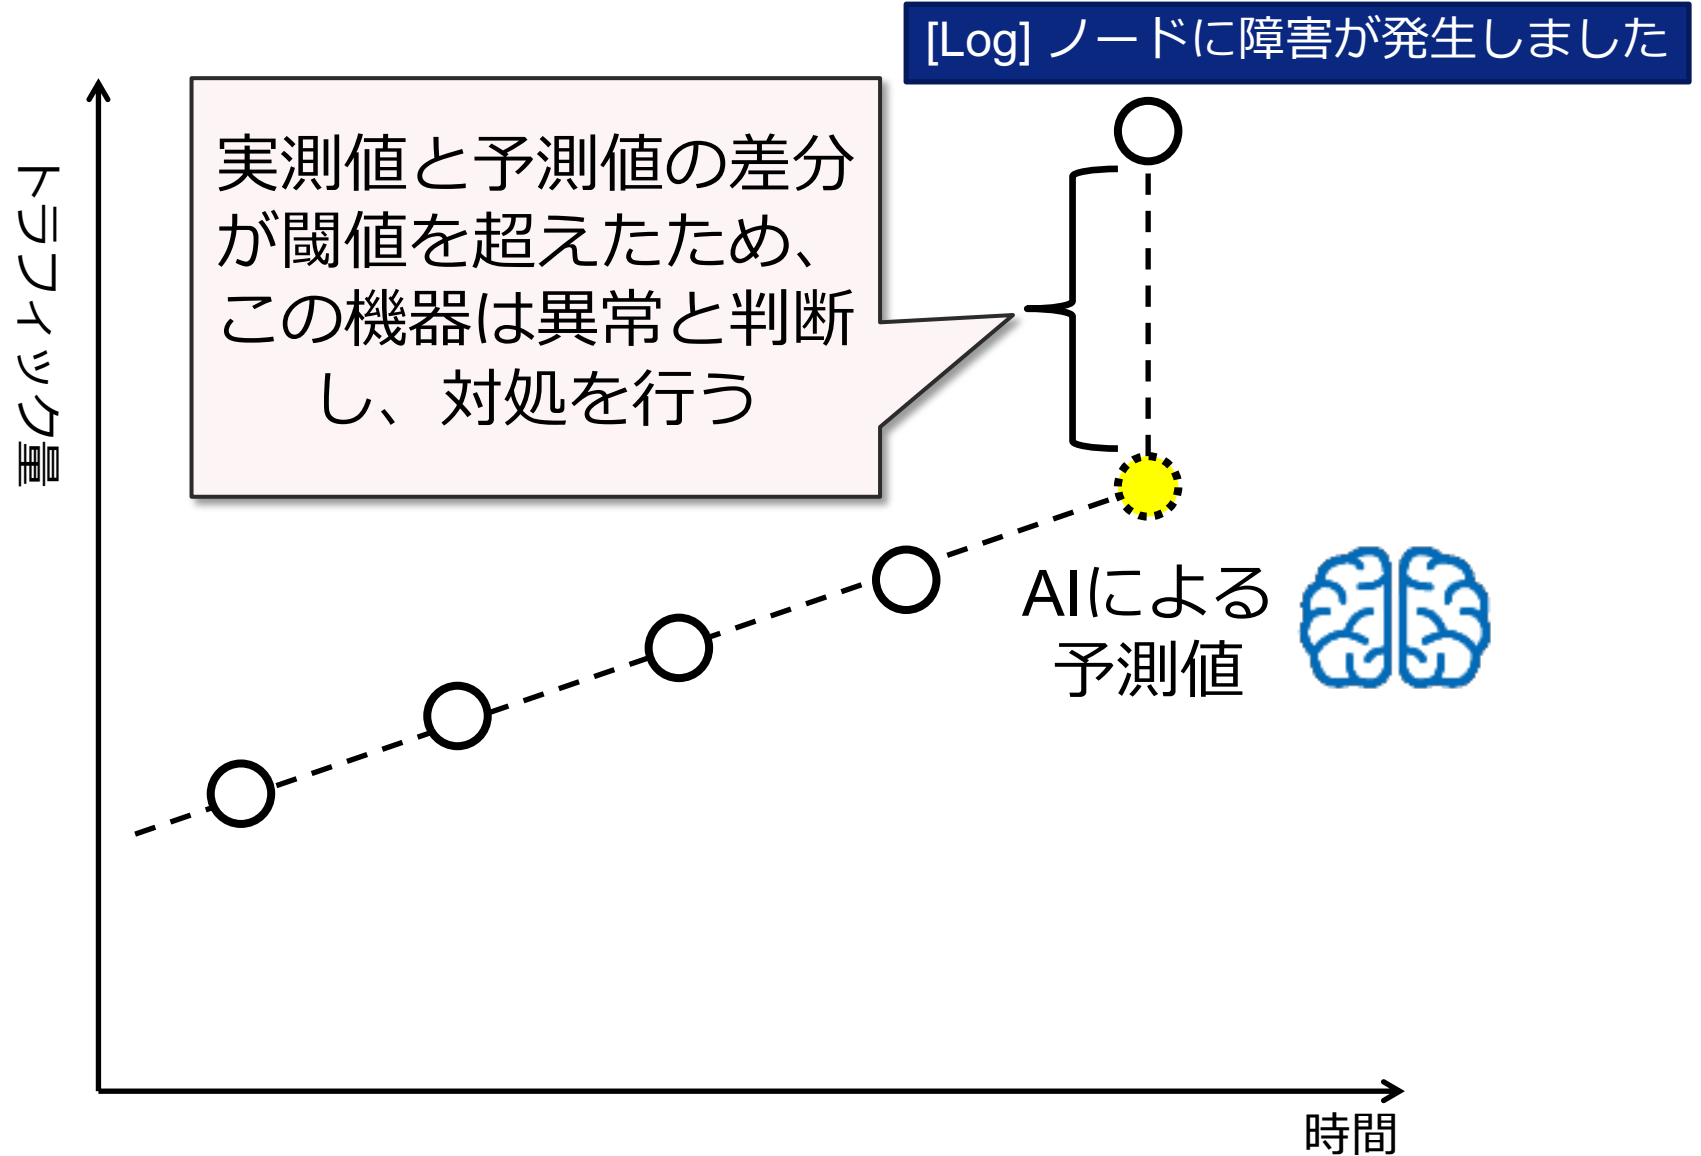 [Log] ノードに障害が発生しました
実測値と予測値の差分
が閾値を超えたため、
この機器は異常と判断
し、対処を行う
トラフィック量
AIによる
予測値
時間